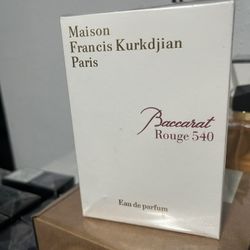 Maison
Francis Kurkdjian
Paris
Baccarat
Rouge 540
Eau de parfum